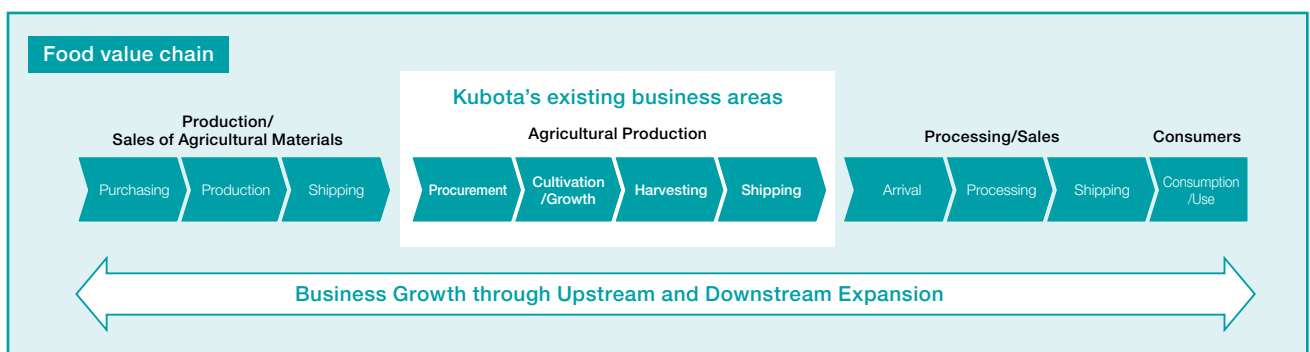 Food value chain
Kubota's existing business areas
Production/
Sales of Agricultural Materials
Agricultural Production
Processing/Sales
Consumers
Purchasing
Production
Shipping
Procurement
Cultivation
/Growth
Harvesting
Shipping
Arrival
Processing
Shipping
Consumption
/Use
Business Growth through Upstream and Downstream Expansion